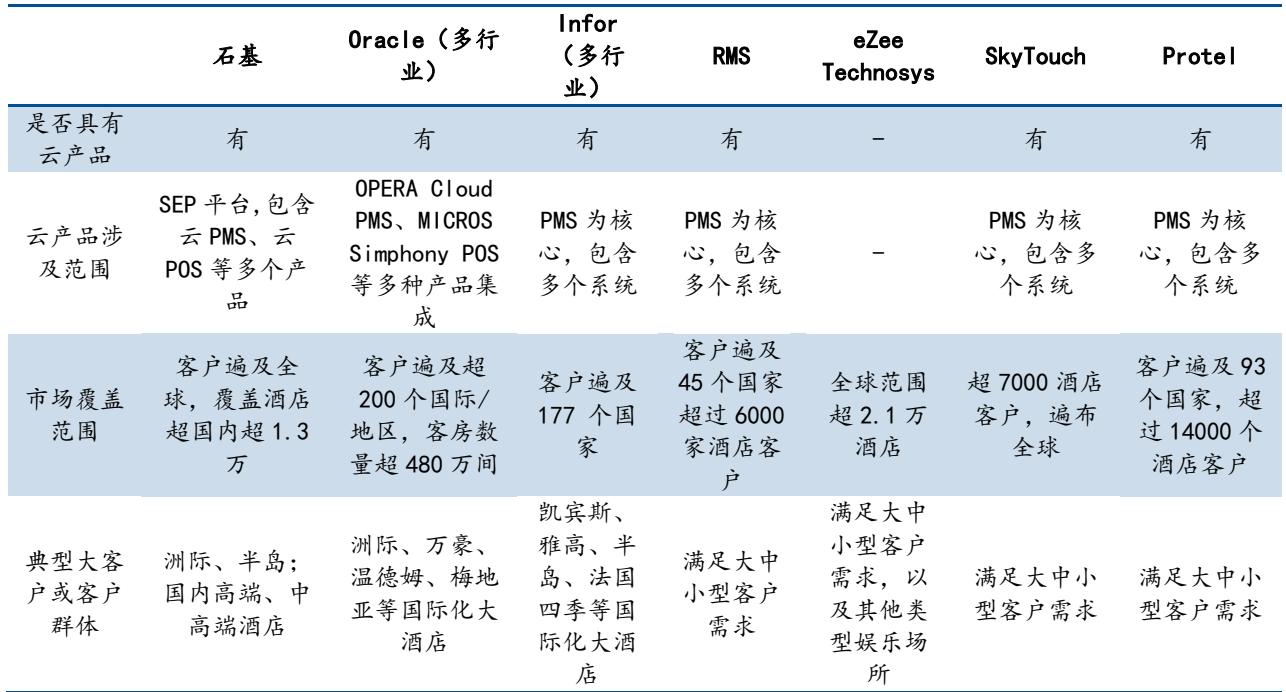 石基
Oracle（多行
业）
Infor
（多行
业）
RMS
eZee
Technosys
SkyTouch
Protel
是否具有
云产品
有
有
有
有
-
有
有
云产品涉
及范围
SEP 平台,包含
云 PMS、云
POS 等多个产
品
OPERA Cloud
PMS、MICROS
Simphony POS
等多种产品集
成
PMS 为核
心，包含
多个系统
PMS 为核
心，包含
多个系统
-
PMS 为核
心，包含多
个系统
PMS 为核
心，包含多
个系统
市场覆盖
范围
客户遍及全
球，覆盖酒店
超国内超 1.3
万
客户遍及超
200 个国际/
地区，客房数
量超 480 万间
客户遍及
177 个国
家
客户遍及
45 个国家
超过 6000
家酒店客
户
全球范围
超 2.1 万
酒店
超 7000 酒店
客户，遍布
全球
客户遍及 93
个国家，超
过 14000 个
酒店客户
典型大客
户或客户
群体
洲际、半岛；
国内高端、中
高端酒店
洲际、万豪、
温德姆、梅地
亚等国际化大
酒店
凯宾斯、
雅高、半
岛、法国
四季等国
际化大酒
店
满足大中
小型客户
需求
满足大中
小型客户
需求，以
及其他类
型娱乐场
所
满足大中小
型客户需求
满足大中小
型客户需求